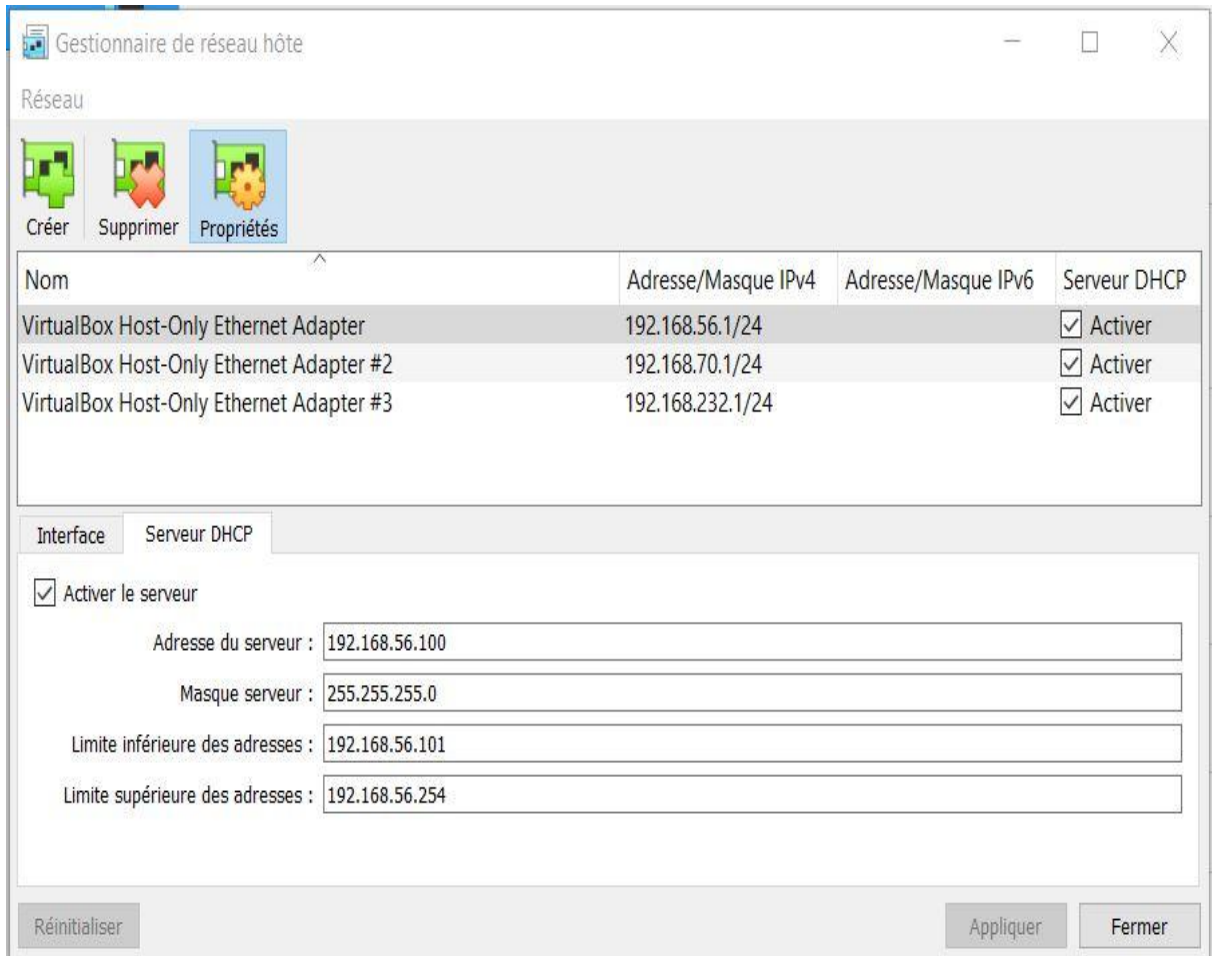 Gestionnaire de réseau hôte
Réseau
Créer Supprimer Propriétés
Nom Adresse/Masque IPv4 Adresse/Masque IPv6 Serveur DHCP
VirtualBox Host-Only Ethernet Adapter 192.168.56.1/24 Activer
VirtualBox Host-Only Ethernet Adapter #2 192.168.70.1/24 Activer
VirtualBox Host-Only Ethernet Adapter #3 192.168.232.1/24 Activer
Interface Serveur DHCP
Activer le serveur
Adresse du serveur : 192.168.56.100
Masque serveur : 255.255.255.0
Limite inférieure des adresses : 192.168.56.101
Limite supérieure des adresses : 192.168.56.254
Réinitialiser Appliquer Fermer